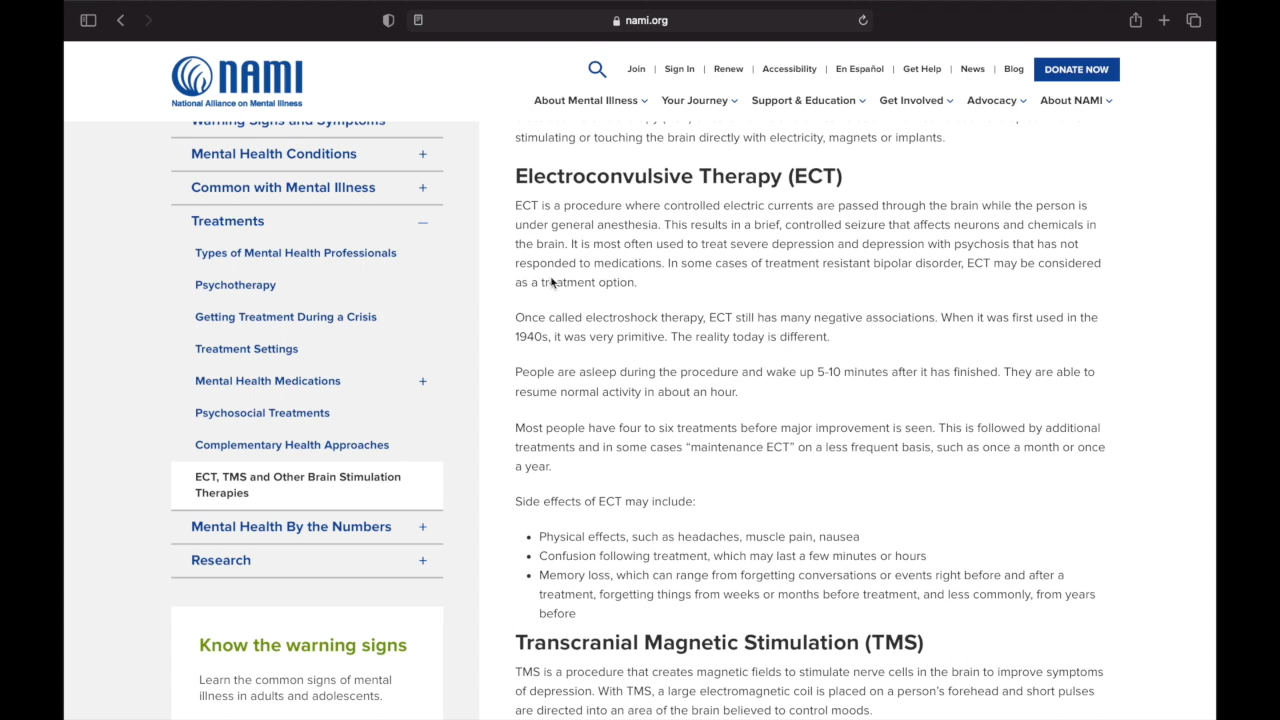 nami.org
NAMI
National Alliance on Mental Illness
Join | Sign In | Renew | Accessibility | En Español | Get Help | News | Blog
DONATE NOW
About Mental Illness Your Journey Support & Education Get Involved Advocacy About NAMI
Warning Signs and Symptoms
Mental Health Conditions +
Common with Mental Illness +
Treatments –
Types of Mental Health Professionals
Psychotherapy
Getting Treatment During a Crisis
Treatment Settings
Mental Health Medications +
Psychosocial Treatments
Complementary Health Approaches
ECT, TMS and Other Brain Stimulation
Therapies
Mental Health By the Numbers +
Research +
Know the warning signs
Learn the common signs of mental
illness in adults and adolescents.
stimulating or touching the brain directly with electricity, magnets or implants.
Electroconvulsive Therapy (ECT)
ECT is a procedure where controlled electric currents are passed through the brain while the person is
under general anesthesia. This results in a brief, controlled seizure that affects neurons and chemicals in
the brain. It is most often used to treat severe depression and depression with psychosis that has not
responded to medications. In some cases of treatment resistant bipolar disorder, ECT may be considered
as a treatment option.
Once called electroshock therapy, ECT still has many negative associations. When it was first used in the
1940s, it was very primitive. The reality today is different.
People are asleep during the procedure and wake up 5-10 minutes after it has finished. They are able to
resume normal activity in about an hour.
Most people have four to six treatments before major improvement is seen. This is followed by additional
treatments and in some cases “maintenance ECT” on a less frequent basis, such as once a month or once
a year.
Side effects of ECT may include:
• Physical effects, such as headaches, muscle pain, nausea
• Confusion following treatment, which may last a few minutes or hours
• Memory loss, which can range from forgetting conversations or events right before and after a
treatment, forgetting things from weeks or months before treatment, and less commonly, from years
before
Transcranial Magnetic Stimulation (TMS)
TMS is a procedure that creates magnetic fields to stimulate nerve cells in the brain to improve symptoms
of depression. With TMS, a large electromagnetic coil is placed on a person’s forehead and short pulses
are directed into an area of the brain believed to control moods.